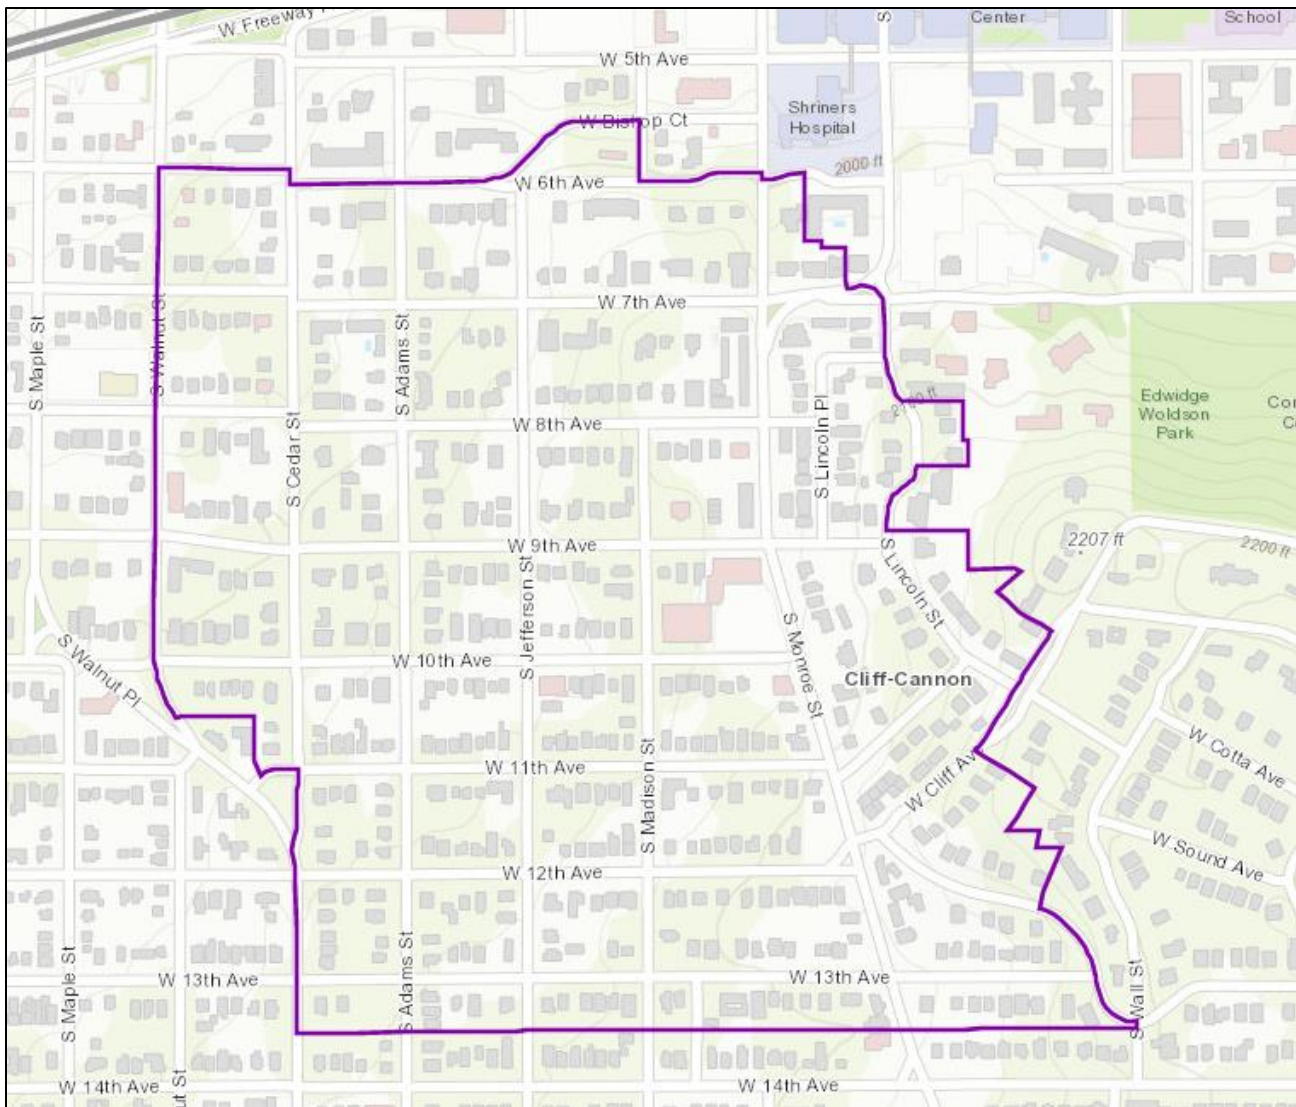 W Freeway
S
Center
School
W 5th Ave
Shriners
Hospital
W Bishop Ct
2000 ft
W 6th Ave
W 7th Ave
S Maple St
S Walnut St
S Adams St
S Cedar St
S Lincoln Pl
W 8th Ave
Edwidge
Woldson
Park
Con
C
W 9th Ave
2207 ft
2200 ft
S Lincoln St
S Jefferson St
S Walnut Pl
W 10th Ave
S Monroe St
Cliff-Cannon
W Cotta Ave
W 11th Ave
S Madison St
W Cliff Av
W Sound Ave
W 12th Ave
S Maple St
W 13th Ave
S Adams St
W 13th Ave
S Wall St
W 14th Ave
ut St
W 14th Ave